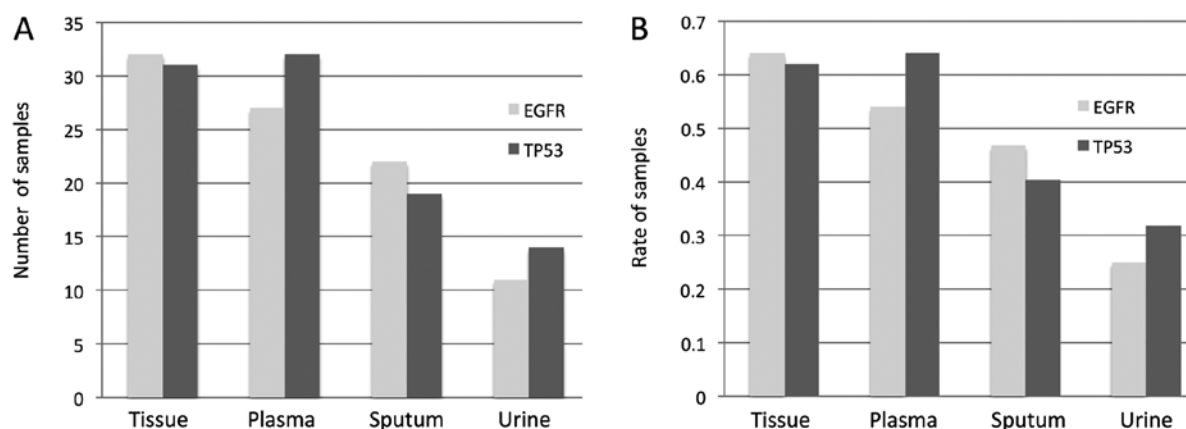 A
Number of samples
35
30
25
20
15
10
5
0
EGFR
TP53
Tissue Plasma Sputum Urine
B
Rate of samples
0.7
0.6
0.5
0.4
0.3
0.2
0.1
0
EGFR
TP53
Tissue Plasma Sputum Urine